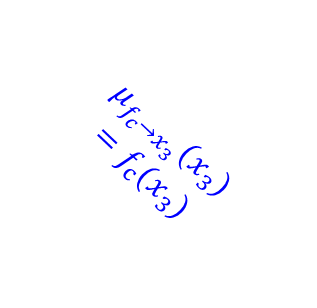 μ_{f_c→x_3}(x_3)
= f_c(x_3)